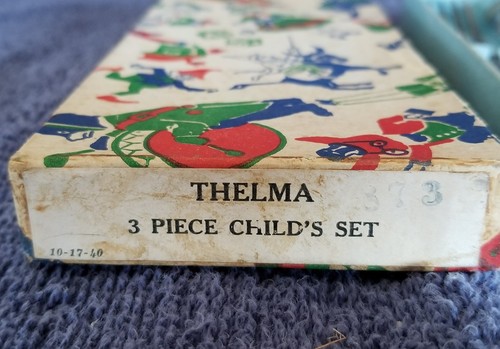 THELMA
3 PIECE CHILD'S SET
10-17-40